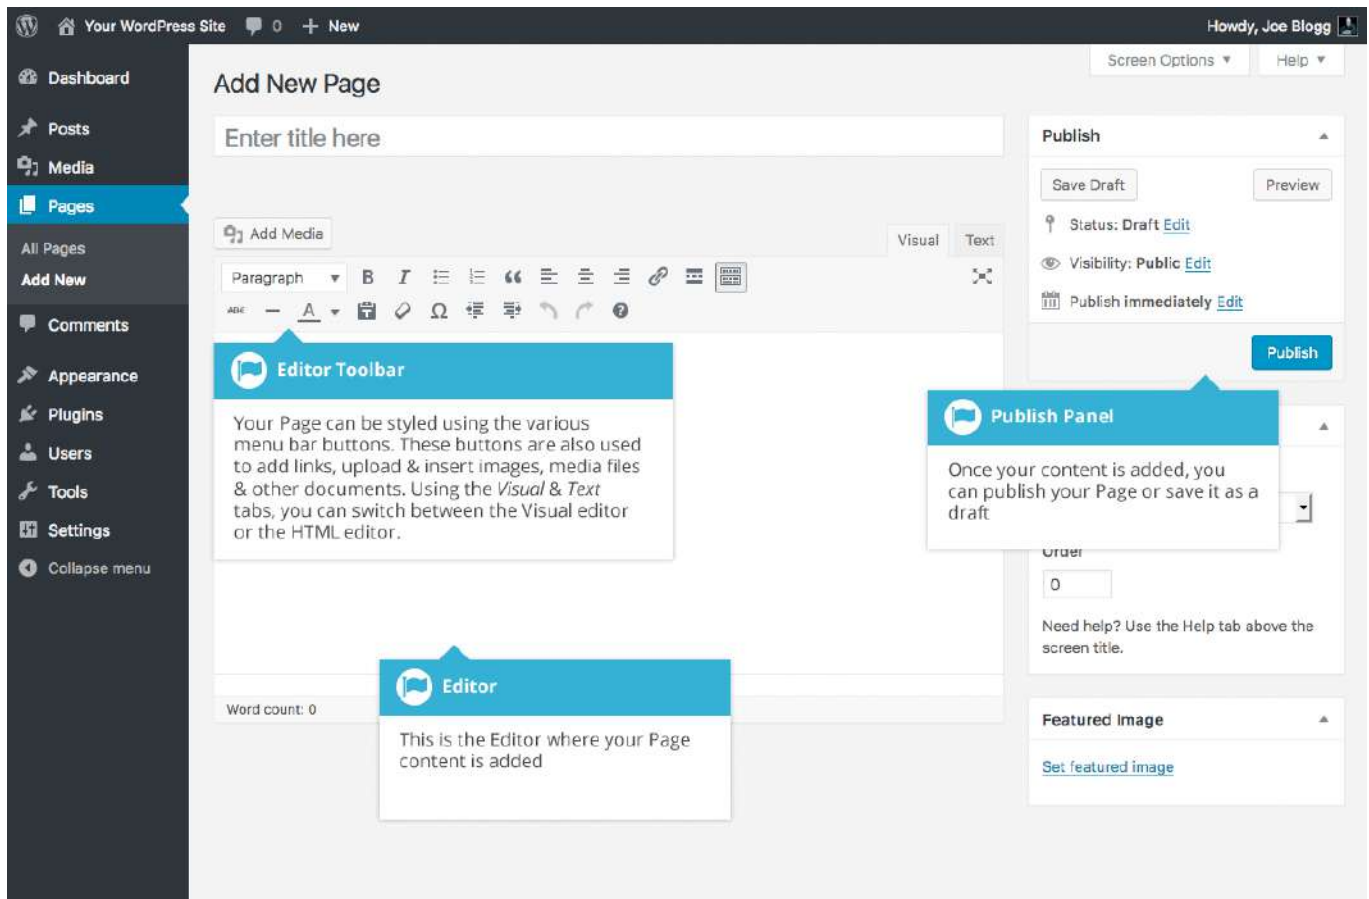 Your WordPress Site 0 + New
Howdy, Joe Blogg
Screen Options ▼
Help ▼
Dashboard
Posts
Media
Pages
All Pages
Add New
Comments
Appearance
Plugins
Users
Tools
Settings
Collapse menu
Add New Page
Enter title here
Add Media
Visual
Text
Paragraph ▼ B I “ 
ABC — A ▼ Ω ?
Editor Toolbar
Your Page can be styled using the various
menu bar buttons. These buttons are also used
to add links, upload & insert images, media files
& other documents. Using the Visual & Text
tabs, you can switch between the Visual editor
or the HTML editor.
Editor
This is the Editor where your Page
content is added
Word count: 0
Publish
Save Draft
Preview
Status: Draft Edit
Visibility: Public Edit
Publish immediately Edit
Publish
Publish Panel
Once your content is added, you
can publish your Page or save it as a
draft
Order
0
Need help? Use the Help tab above the
screen title.
Featured Image
Set featured image